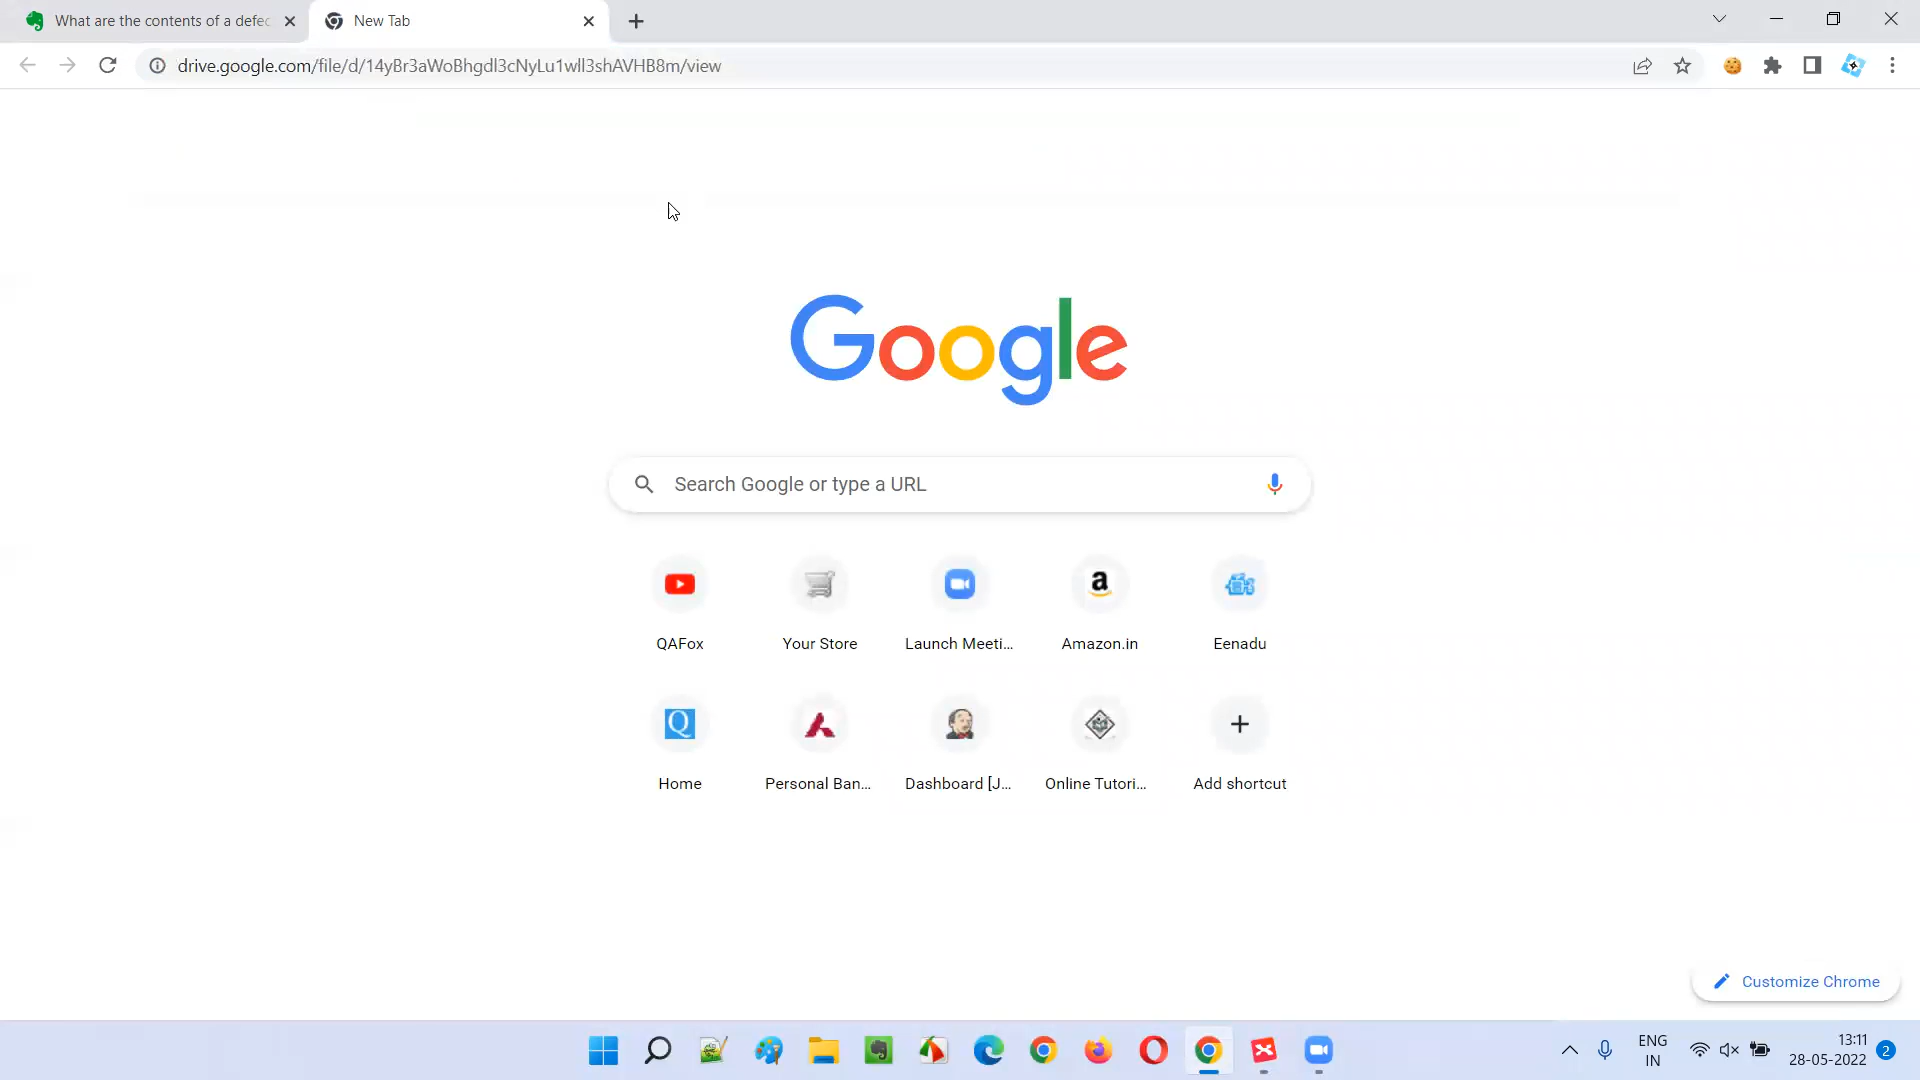 What are the contents of a defec
New Tab
drive.google.com/file/d/14yBr3aWoBhgdl3cNyLu1wll3shAVHB8m/view
Google
Search Google or type a URL
QAFox
Your Store
Launch Meeti...
Amazon.in
Eenadu
Home
Personal Ban...
Dashboard [J...
Online Tutori...
Add shortcut
Customize Chrome
ENG
IN
13:11
28-05-2022
2